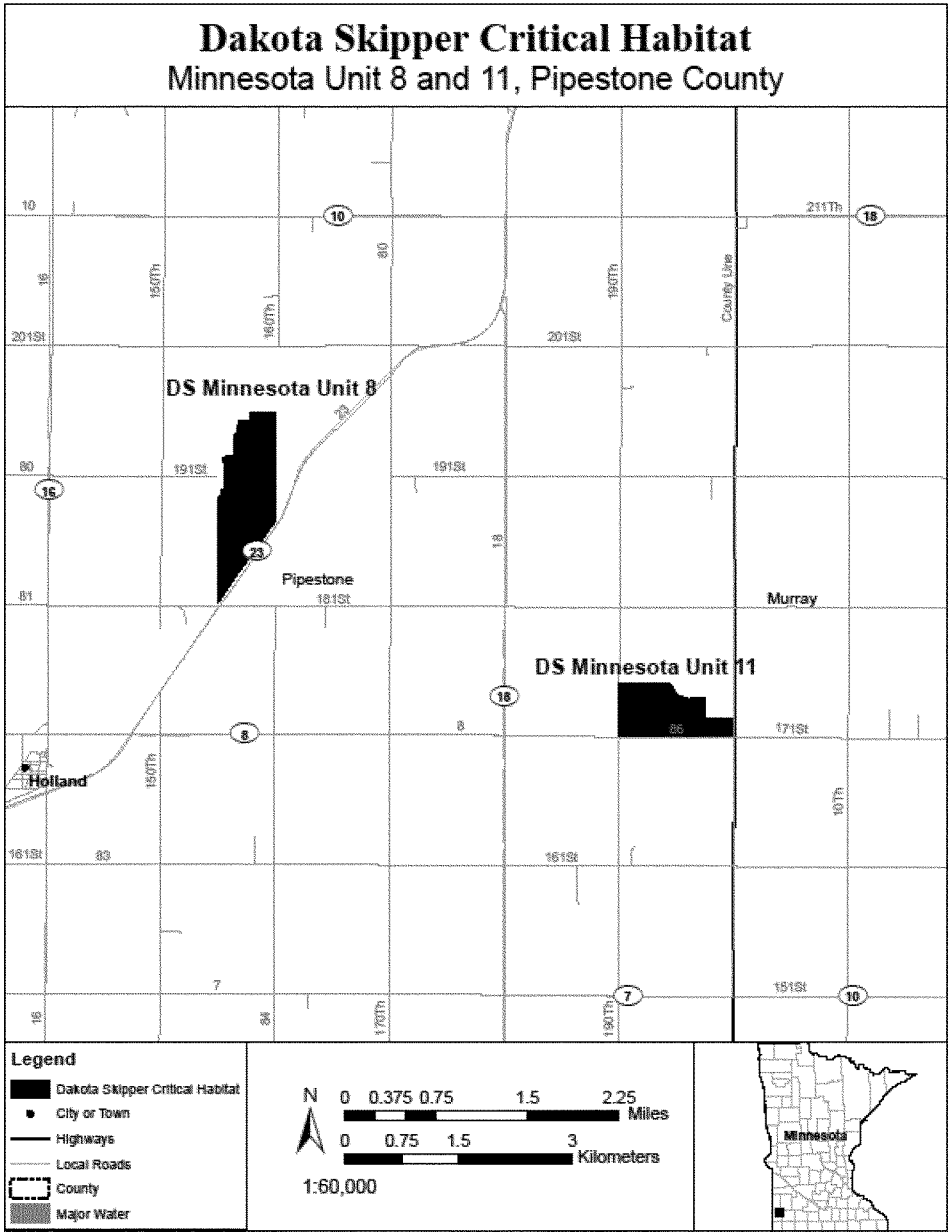 Dakota Skipper Critical Habitat
Minnesota Unit 8 and 11, Pipestone County
10
10
211Th
18
16
150Th
160Th
80
190Th
County Line
201St
201St
DS Minnesota Unit 8
23
80
191St
191St
16
18
23
Pipestone
81
181St
Murray
DS Minnesota Unit 11
18
8
8
86
171St
Holland
150Th
10Th
161St
83
161St
7
7
151St
10
16
84
170Th
190Th
Legend
Dakota Skipper Critical Habitat
City or Town
Highways
Local Roads
County
Major Water
N
0 0.375 0.75 1.5 2.25
Miles
0 0.75 1.5 3
Kilometers
1:60,000
Minnesota